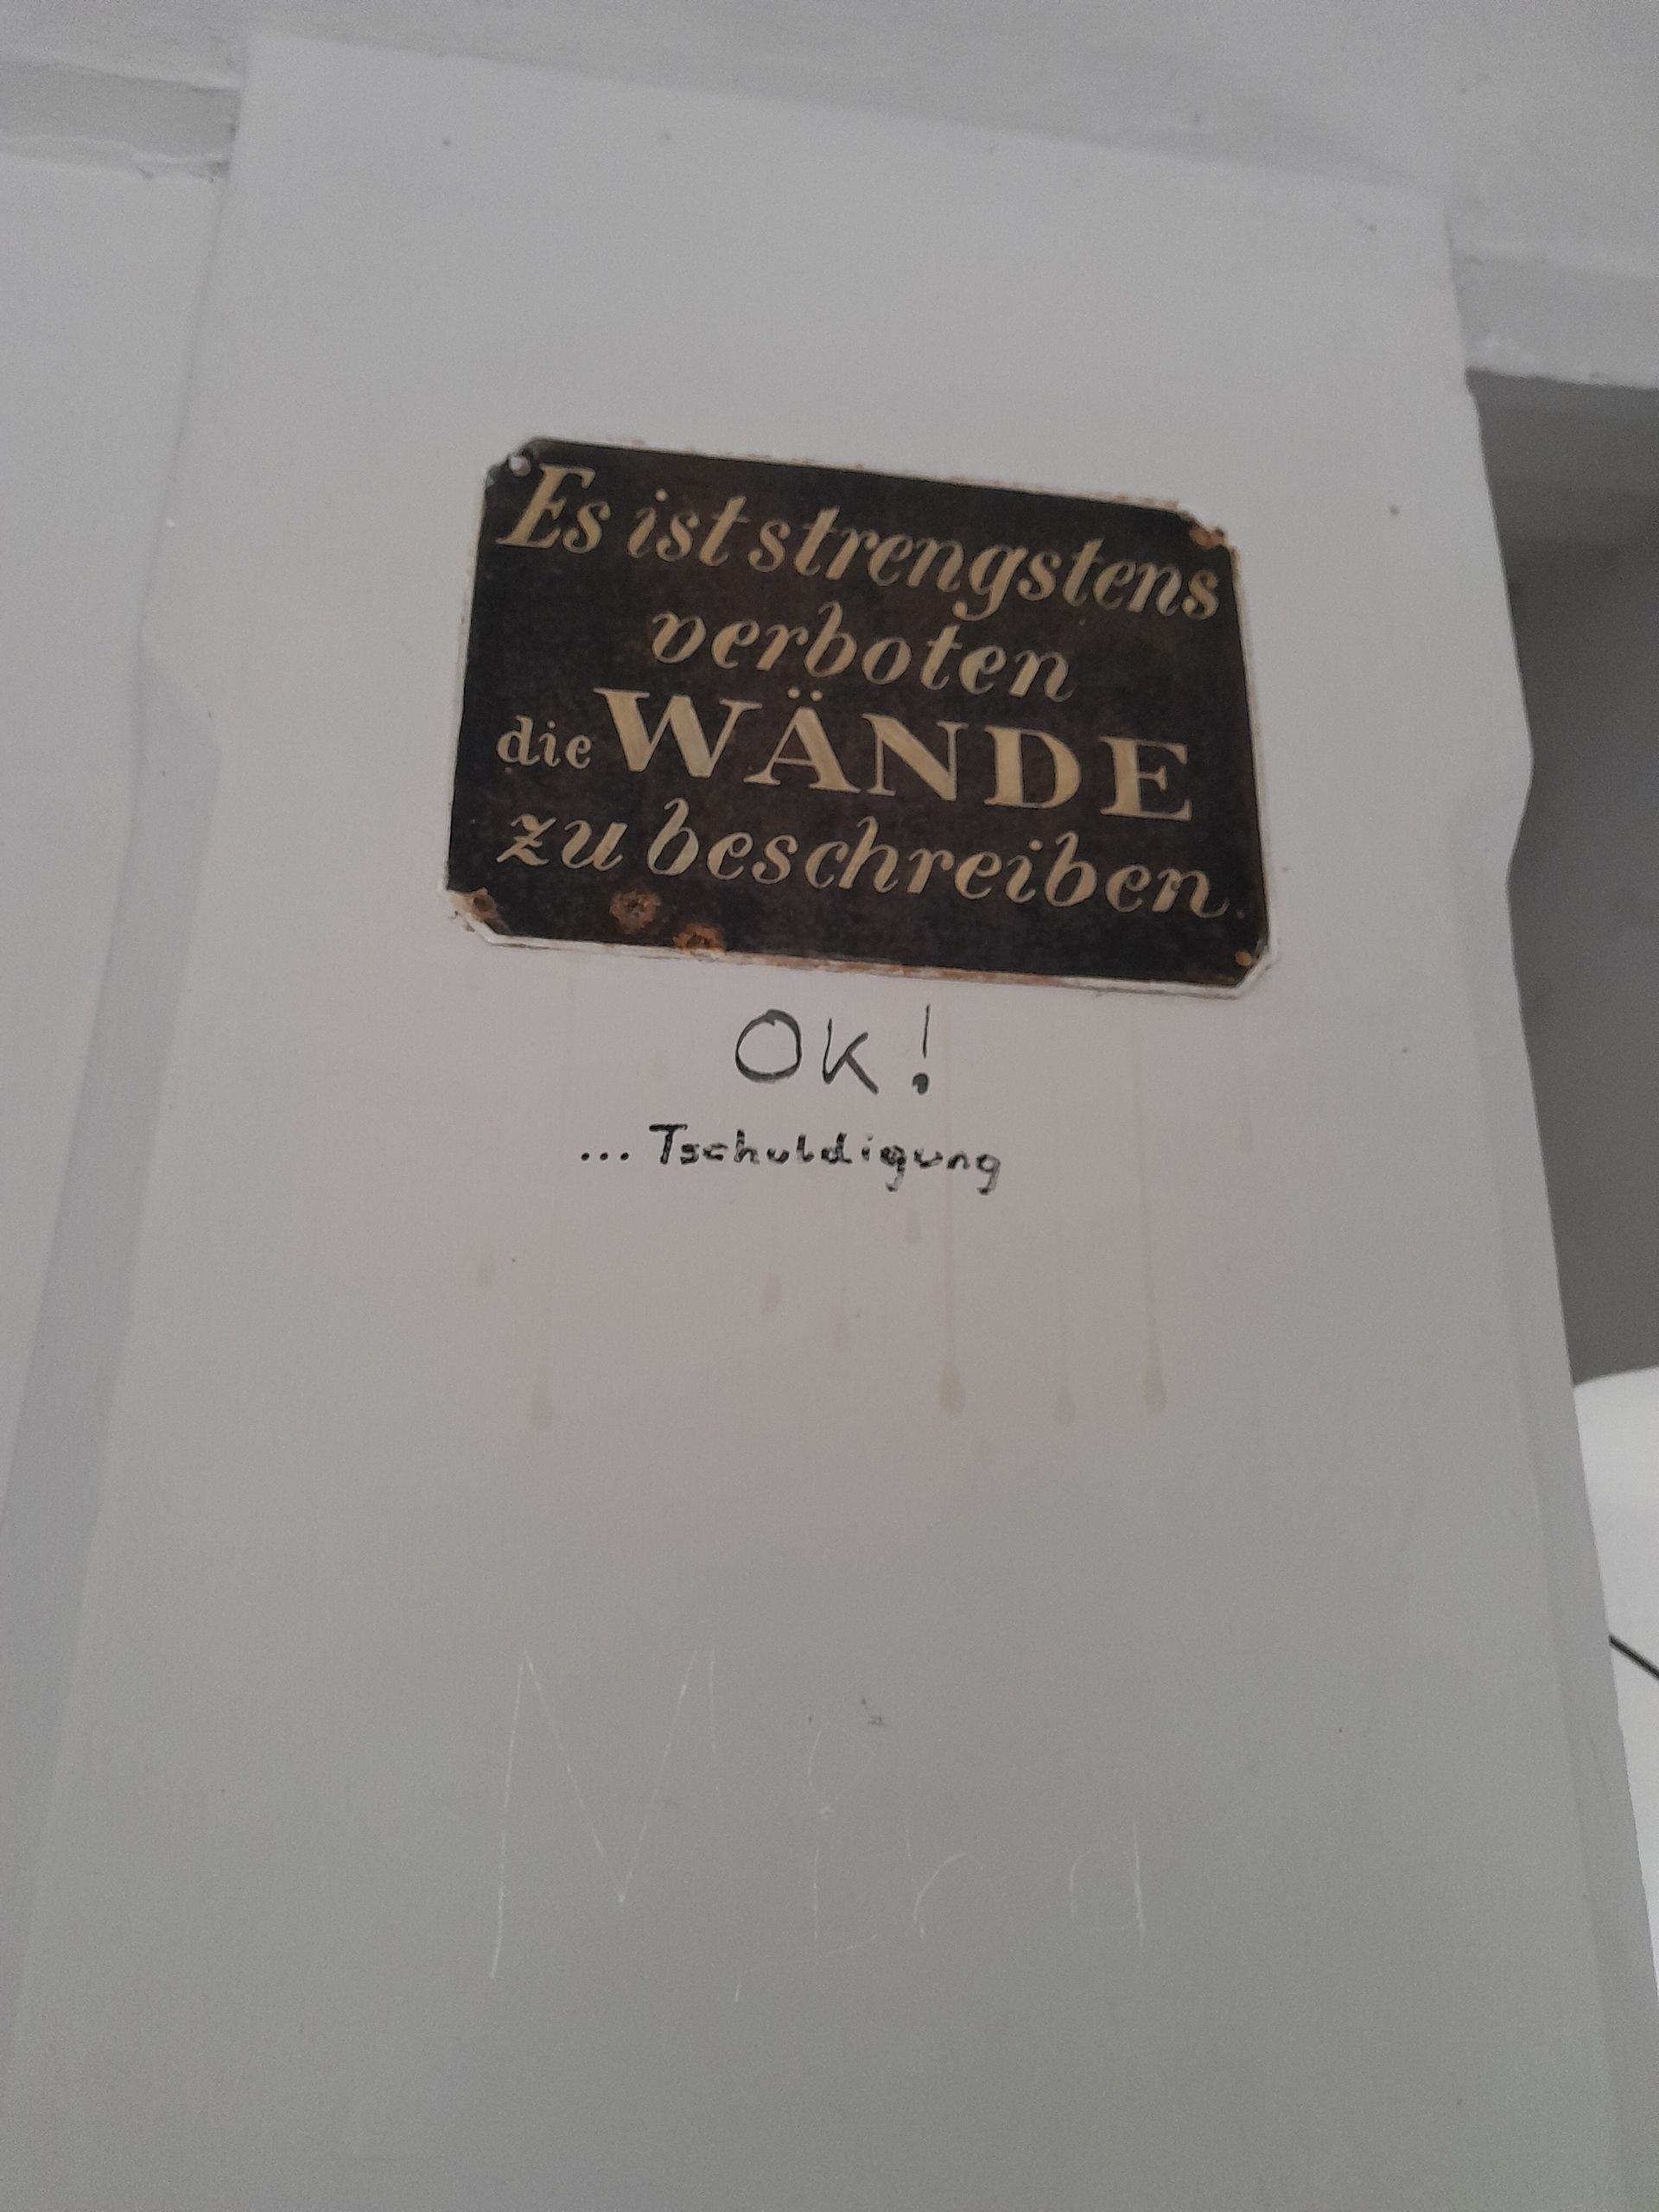 Es ist strengstens
verboten
die WÄNDE
zu beschreiben.
OK!
... Tschuldigung